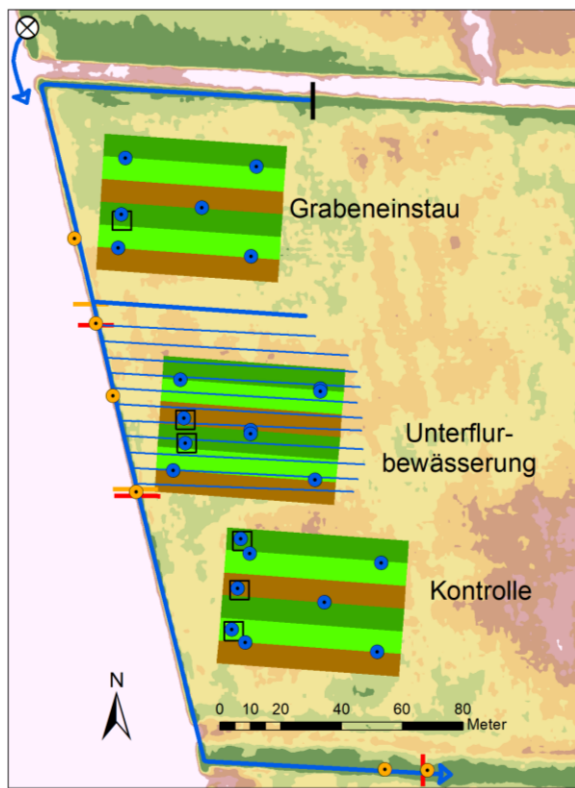 Grabeneinstau
Unterflur-
bewässerung
Kontrolle
N
0 10 20 40 60 80
Meter